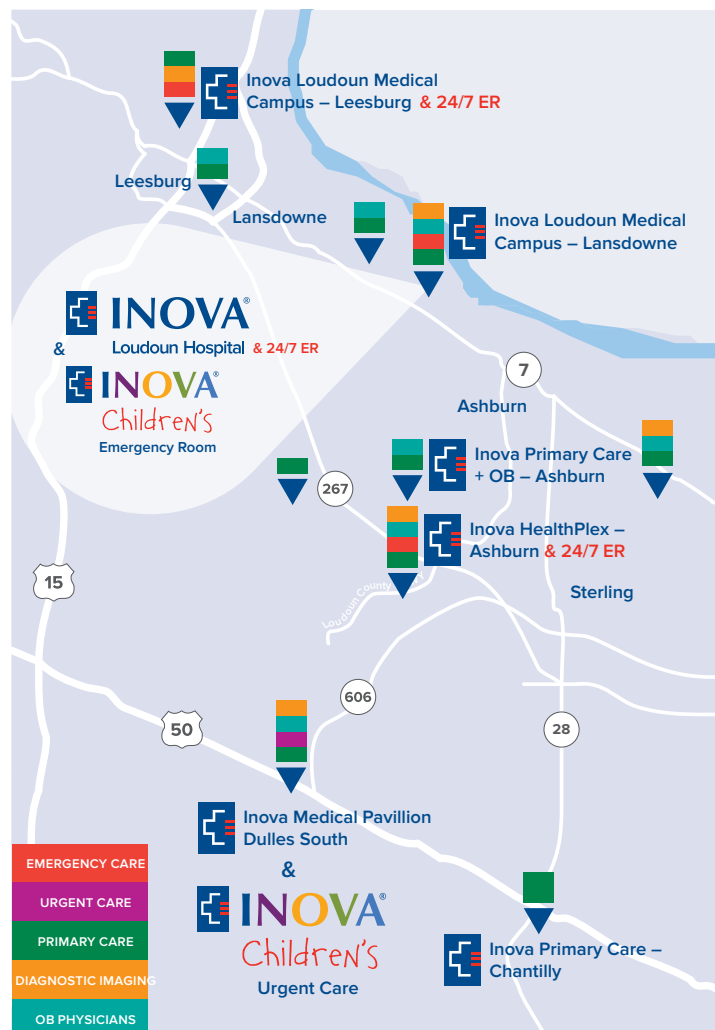 Inova Loudoun Medical
Campus – Leesburg & 24/7 ER
Leesburg
Lansdowne
Inova Loudoun Medical
Campus – Lansdowne
INOVA®
& Loudoun Hospital & 24/7 ER
INOVA®
Children's
Emergency Room
7
Ashburn
Inova Primary Care
+ OB – Ashburn
267
Inova HealthPlex –
Ashburn & 24/7 ER
15
Loudoun County
Sterling
606
50
28
Inova Medical Pavillion
Dulles South
&
INOVA®
Children's
Urgent Care
Inova Primary Care –
Chantilly
EMERGENCY CARE
URGENT CARE
PRIMARY CARE
DIAGNOSTIC IMAGING
OB PHYSICIANS